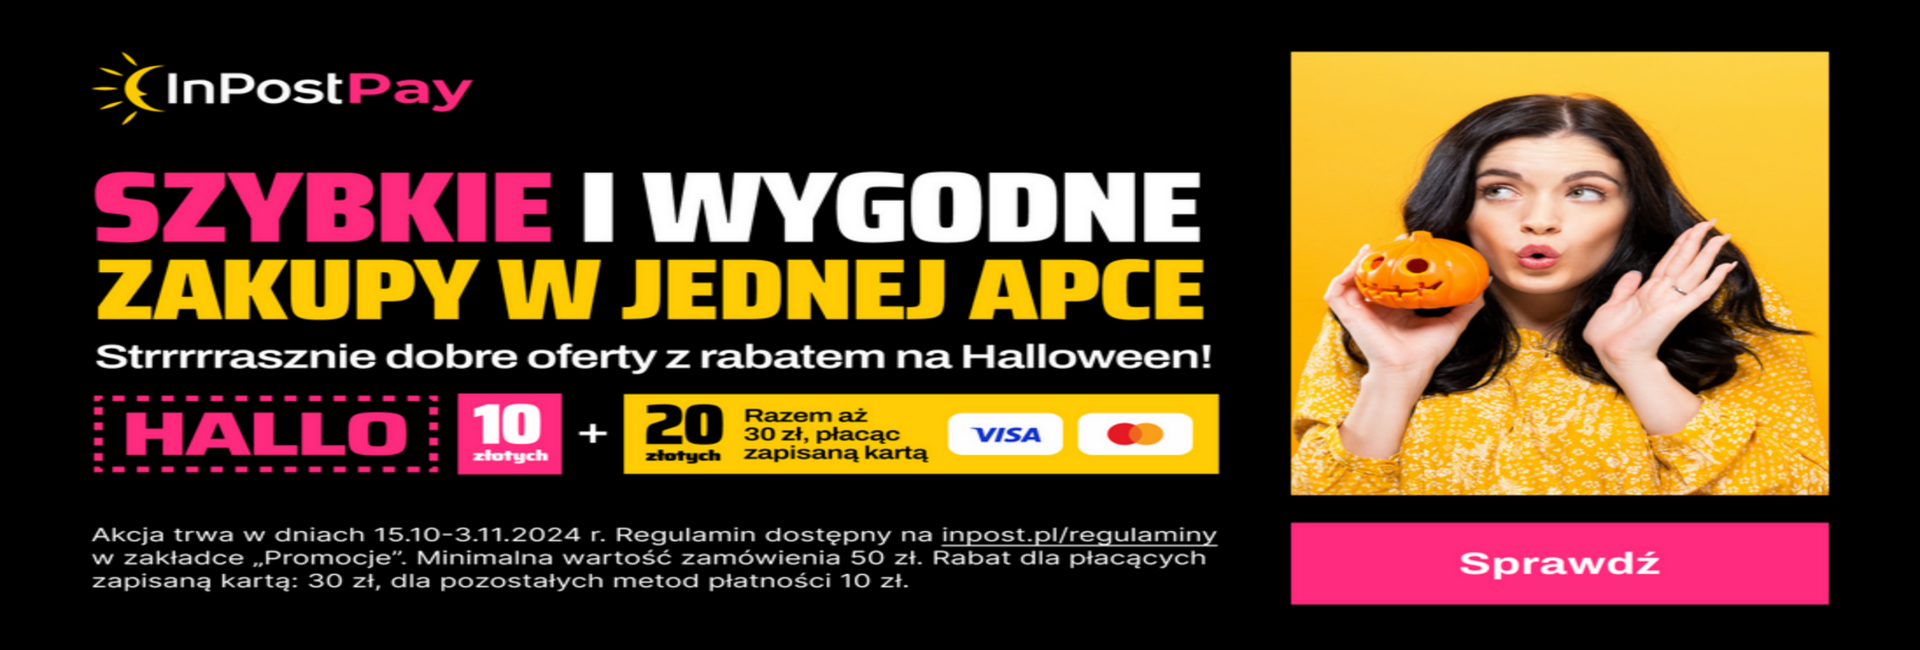 InPostPay
SZYBKIE I WYGODNE
ZAKUPY W JEDNEJ APCE
Strrrrrrasznie dobre oferty z rabatem na Halloween!
HALLO
10
złotych
+
20
złotych
Razem aż
30 zł, płacąc
zapisaną kartą
VISA
Akcja trwa w dniach 15.10-3.11.2024 r. Regulamin dostępny na inpost.pl/regulaminy
w zakładce „Promocje”. Minimalna wartość zamówienia 50 zł. Rabat dla płacących
zapisaną kartą: 30 zł, dla pozostałych metod płatności 10 zł.
Sprawdź